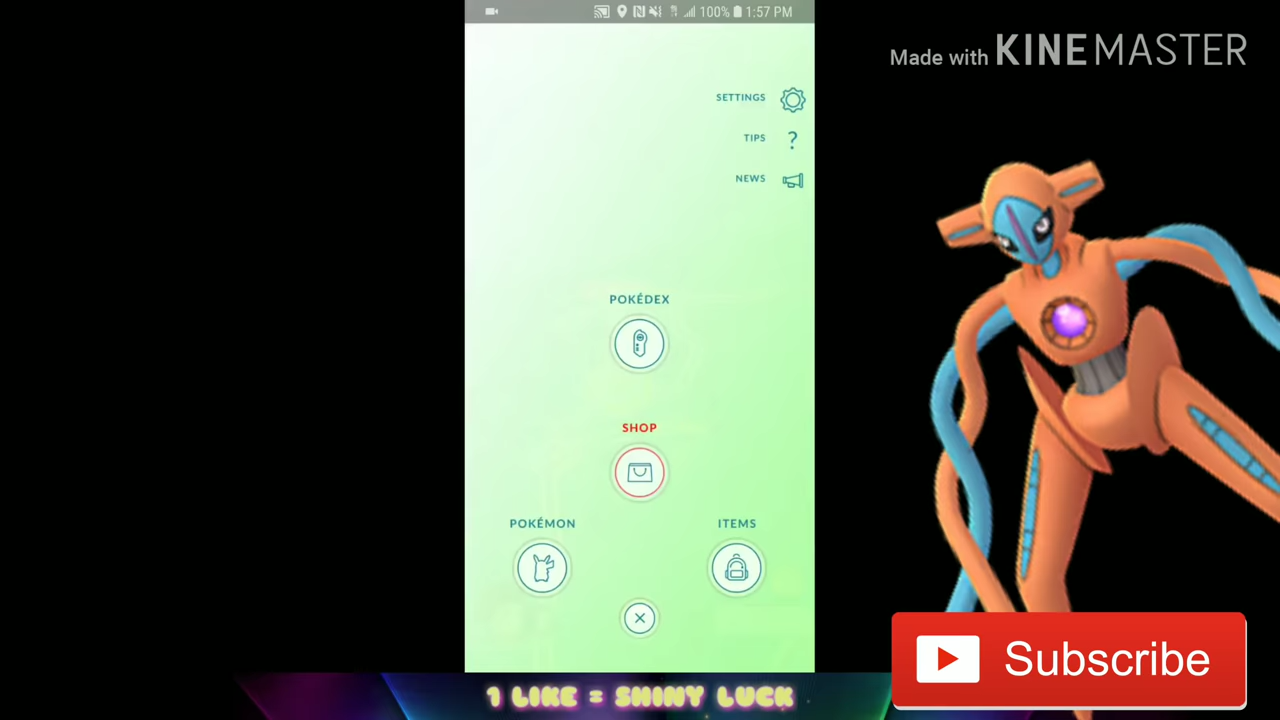 100% 1:57 PM
Made with KINEMASTER
SETTINGS
TIPS
NEWS
POKÉDEX
SHOP
POKÉMON
ITEMS
Subscribe
1 LIKE = SHINY LUCK